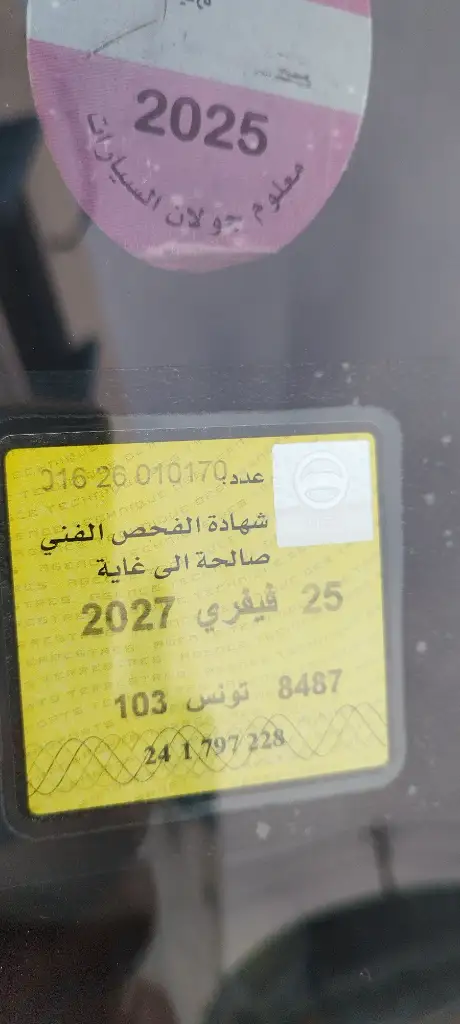 2025
معلوم جولان السيارات
عدد: 016 26 010170
شهادة الفحص الفني
صالحة الى غاية
25 فيفري 2027
8487 تونس 103
24 1 797 228